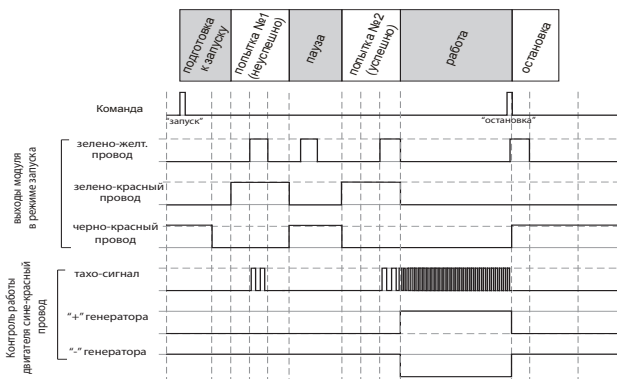 подготовка
к запуску
попытка №1
(неуспешно)
пауза
попытка №2
(успешно)
работа
остановка
Команда
"запуск"
"остановка"
выходы модуля
в режиме запуска
зелено-желт.
провод
зелено-красный
провод
черно-красный
провод
Контроль работы
двигателя сине-красный
провод
тахо-сигнал
"+" генератора
"-" генератора